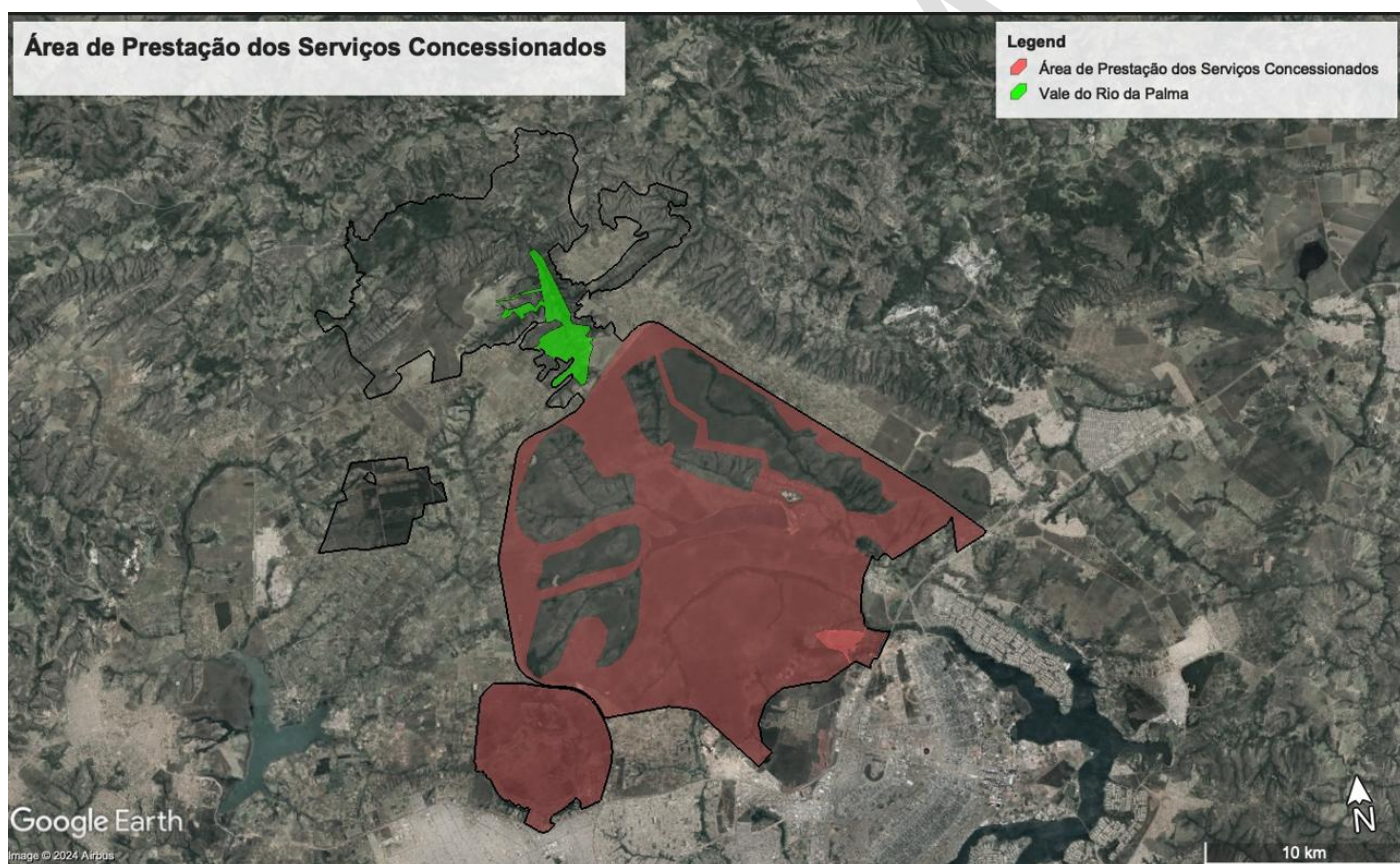 Área de Prestação dos Serviços Concessionados
Legend
Área de Prestação dos Serviços Concessionados
Vale do Rio da Palma
Google Earth
Image © 2024 Airbus
N
10 km